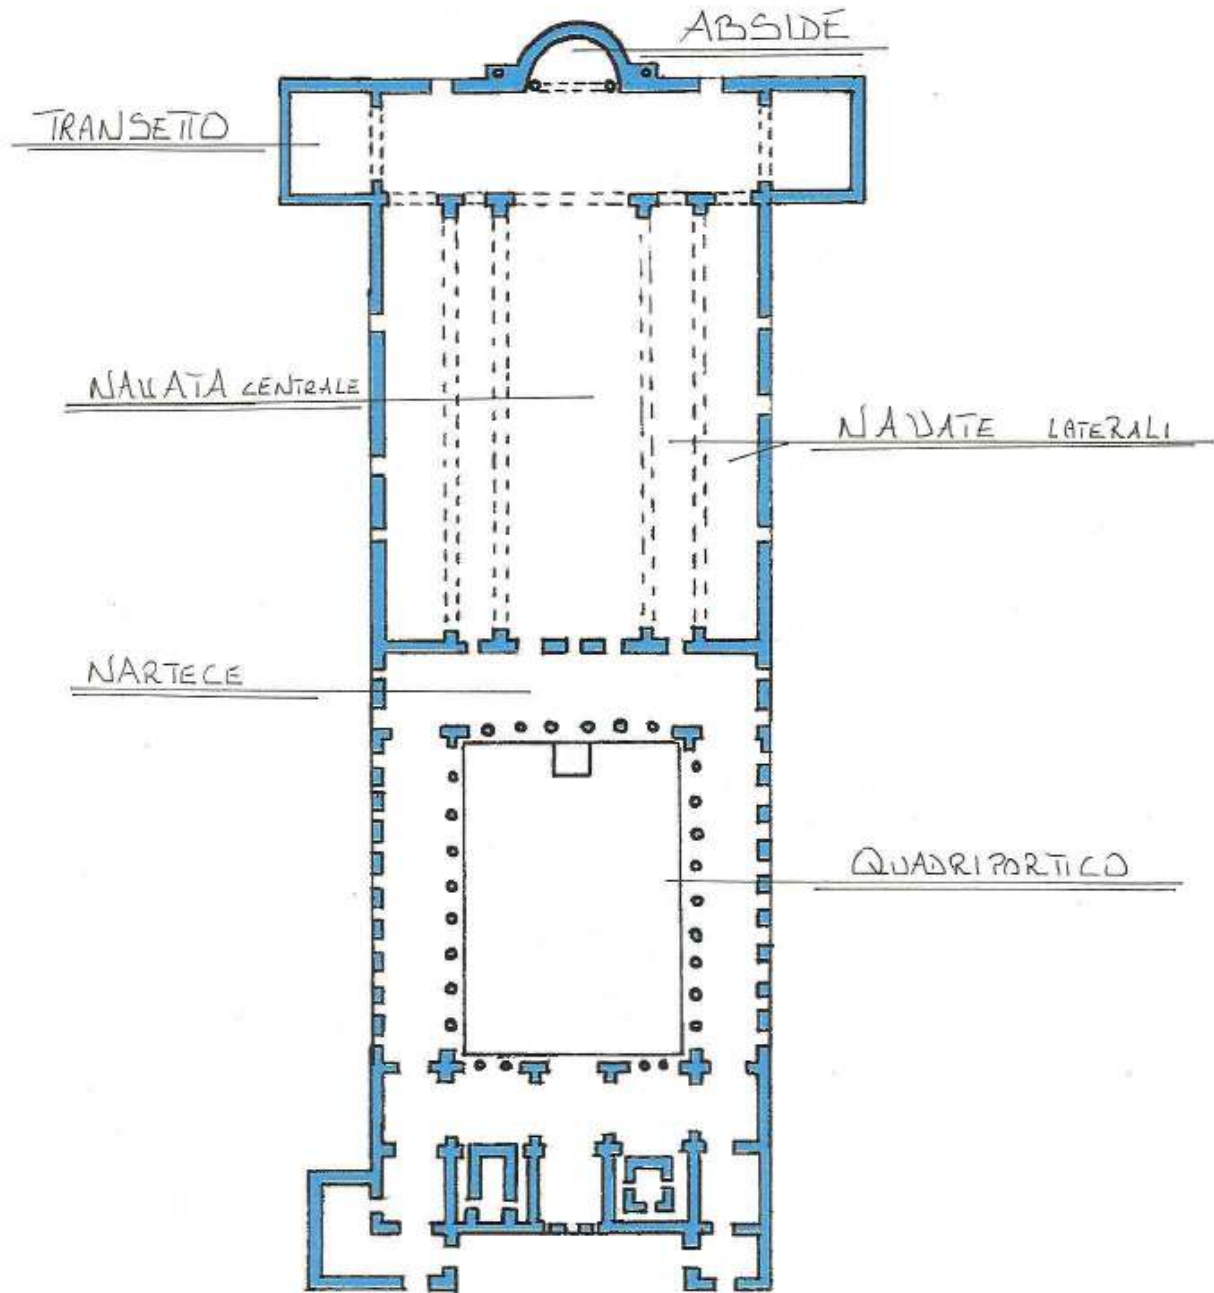 ABSIDE
TRANSETTO
NAVATA CENTRALE
NAVATE LATERALI
NARTECE
QUADRIPORTICO